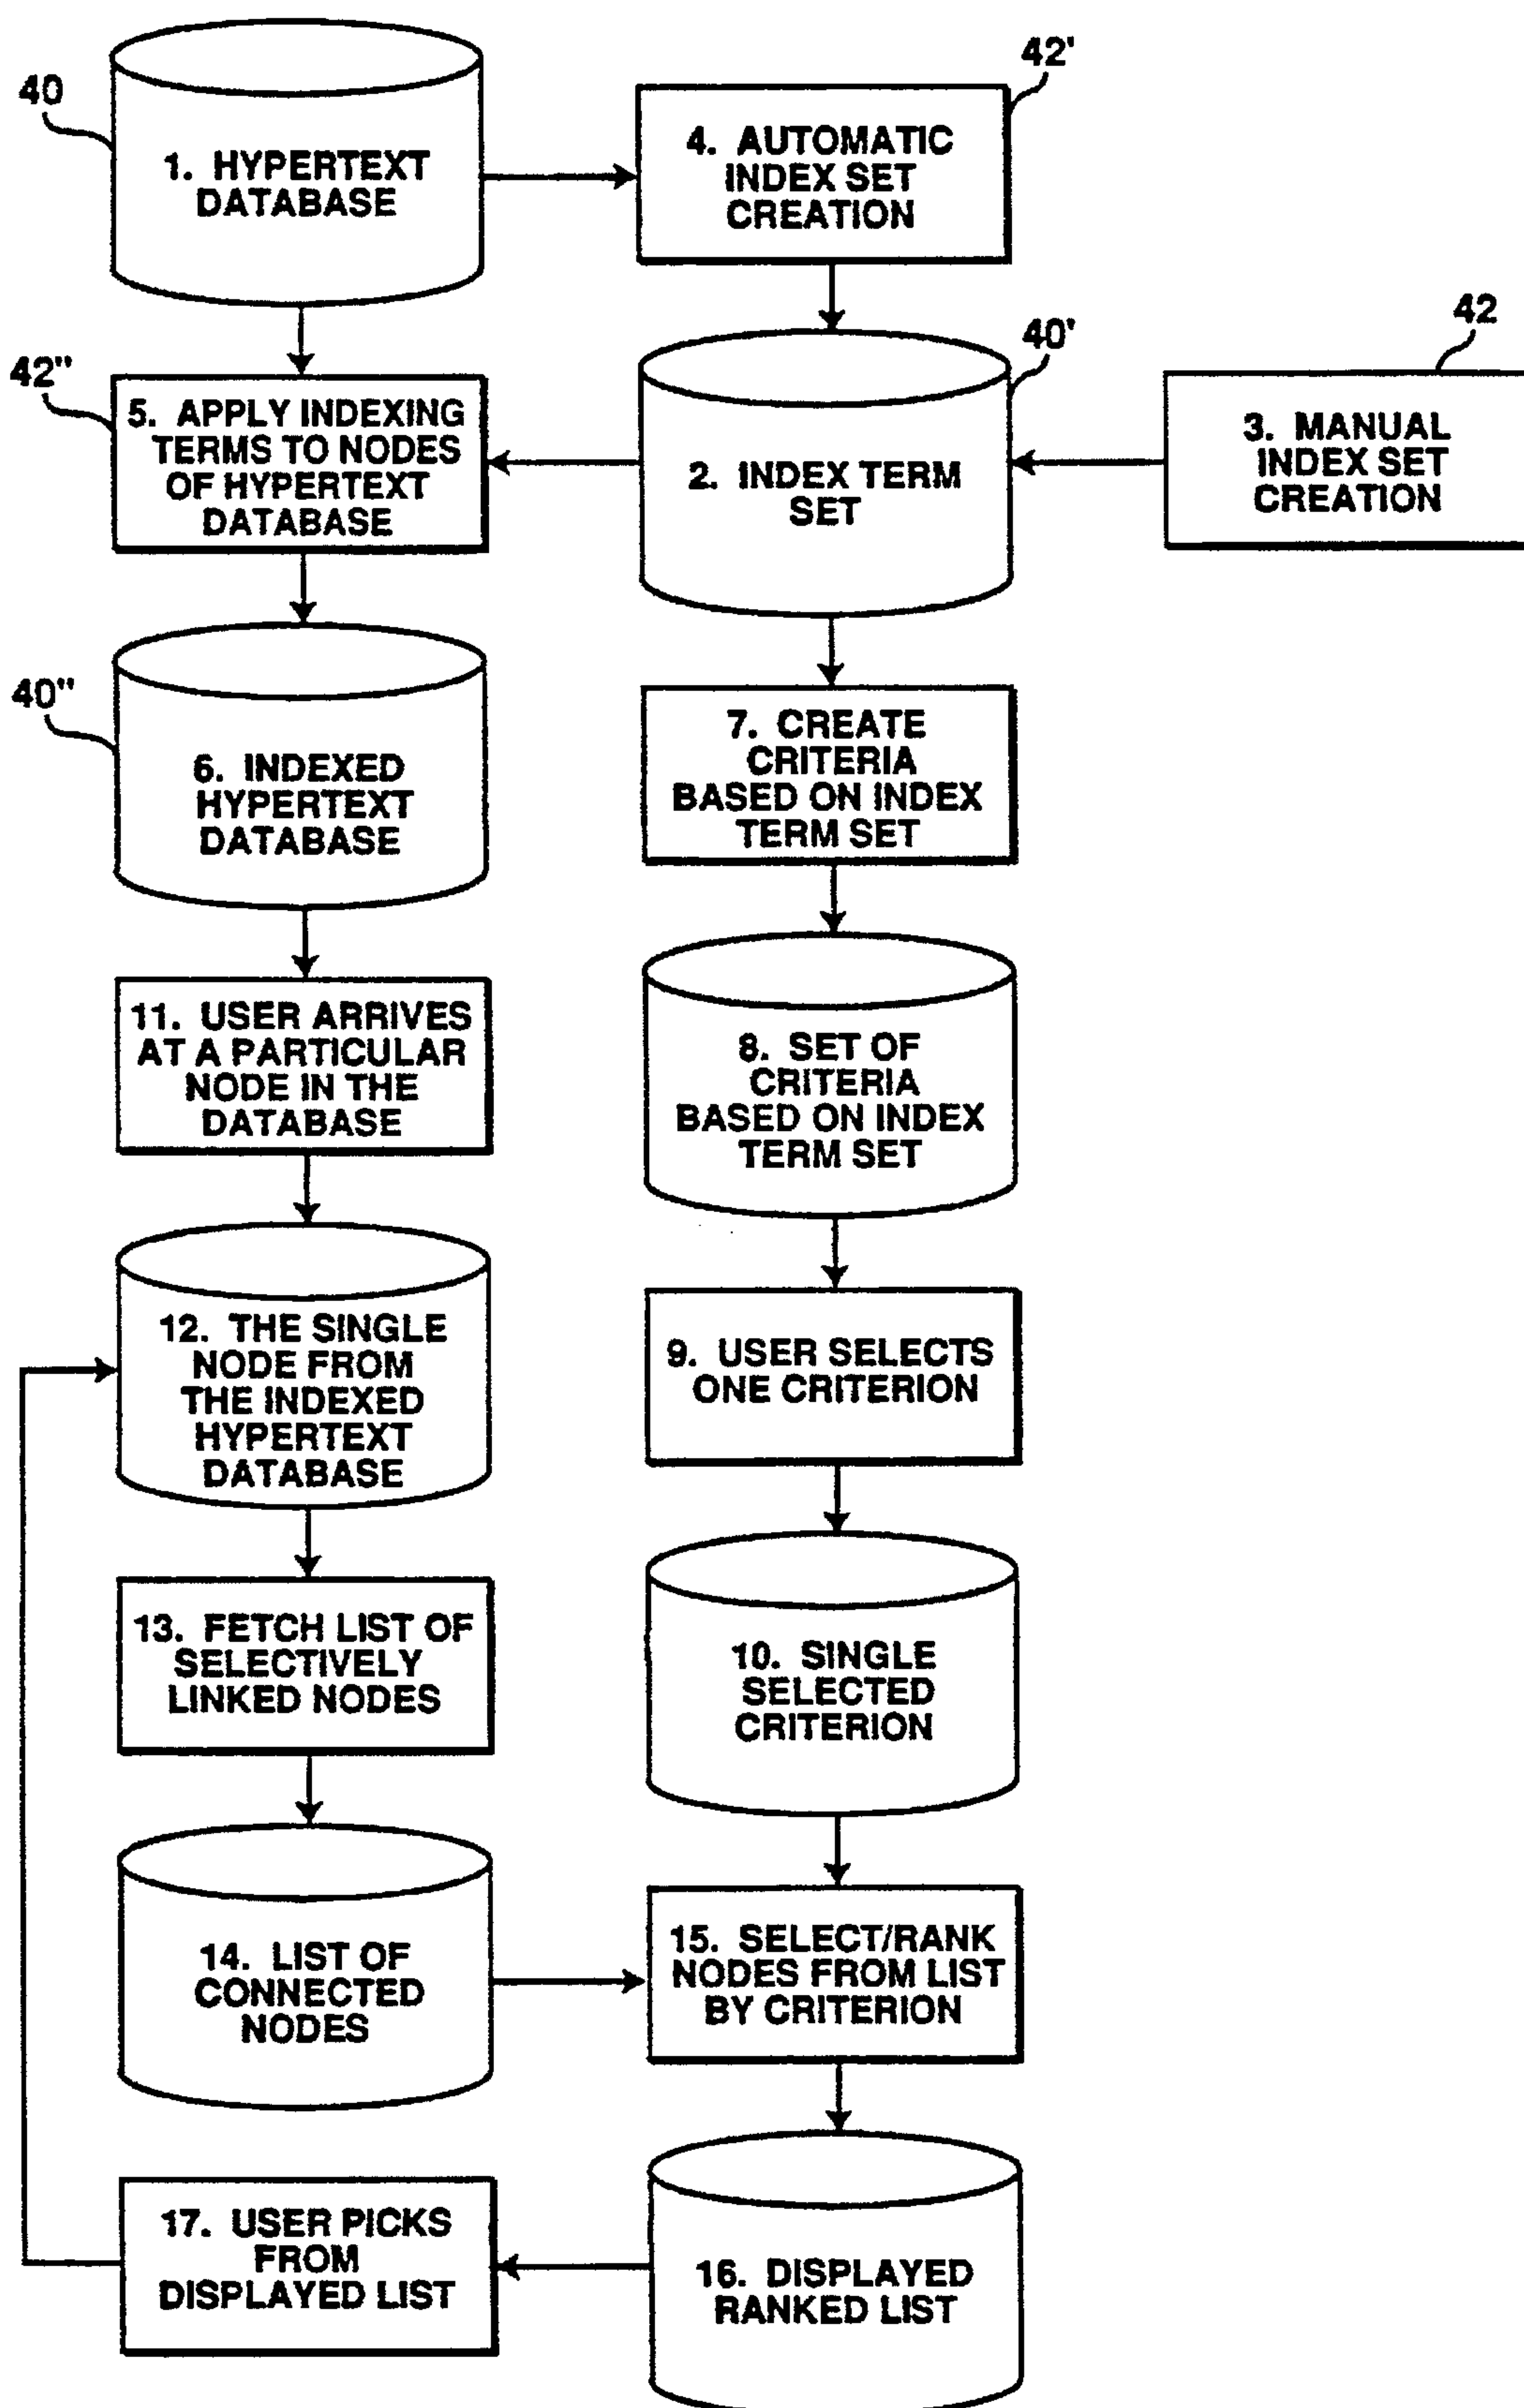 42'
40
1. HYPERTEXT
DATABASE
4. AUTOMATIC
INDEX SET
CREATION
42
40'
42"
5. APPLY INDEXING
TERMS TO NODES
OF HYPERTEXT
DATABASE
2. INDEX TERM
SET
3. MANUAL
INDEX SET
CREATION
40"
6. INDEXED
HYPERTEXT
DATABASE
7. CREATE
CRITERIA
BASED ON INDEX
TERM SET
11. USER ARRIVES
AT A PARTICULAR
NODE IN THE
DATABASE
8. SET OF
CRITERIA
BASED ON INDEX
TERM SET
12. THE SINGLE
NODE FROM
THE INDEXED
HYPERTEXT
DATABASE
9. USER SELECTS
ONE CRITERION
13. FETCH LIST OF
SELECTIVELY
LINKED NODES
10. SINGLE
SELECTED
CRITERION
14. LIST OF
CONNECTED
NODES
15. SELECT/RANK
NODES FROM LIST
BY CRITERION
17. USER PICKS
FROM
DISPLAYED LIST
16. DISPLAYED
RANKED LIST